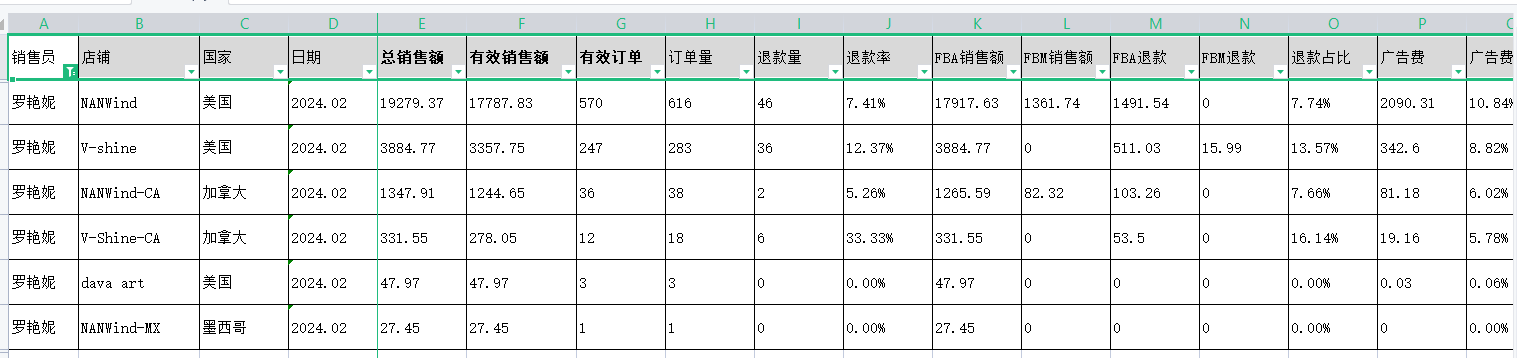 A B C D E F G H I J K L M N O P
销售员 店铺 国家 日期 总销售额 有效销售额 有效订单 订单量 退款量 退款率 FBA销售额 FBM销售额 FBA退款 FBM退款 退款占比 广告费 广告费
罗艳妮 NANWind 美国 2024.02 19279.37 17787.83 570 616 46 7.41% 17917.63 1361.74 1491.54 0 7.74% 2090.31 10.84%
罗艳妮 V-shine 美国 2024.02 3884.77 3357.75 247 283 36 12.37% 3884.77 0 511.03 15.99 13.57% 342.6 8.82%
罗艳妮 NANWind-CA 加拿大 2024.02 1347.91 1244.65 36 38 2 5.26% 1265.59 82.32 103.26 0 7.66% 81.18 6.02%
罗艳妮 V-Shine-CA 加拿大 2024.02 331.55 278.05 12 18 6 33.33% 331.55 0 53.5 0 16.14% 19.16 5.78%
罗艳妮 dava art 美国 2024.02 47.97 47.97 3 3 0 0.00% 47.97 0 0 0 0.00% 0.03 0.06%
罗艳妮 NANWind-MX 墨西哥 2024.02 27.45 27.45 1 1 0 0.00% 27.45 0 0 0 0.00% 0 0.00%